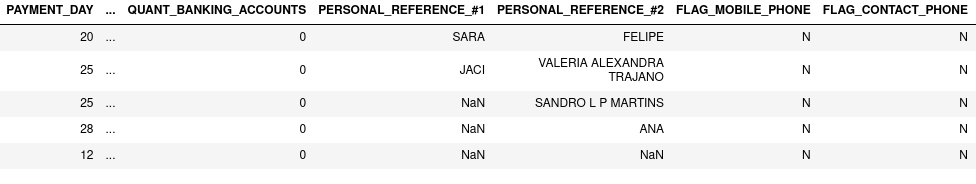 PAYMENT_DAY ... QUANT_BANKING_ACCOUNTS PERSONAL_REFERENCE_#1 PERSONAL_REFERENCE_#2 FLAG_MOBILE_PHONE FLAG_CONTACT_PHONE
20 ... 0 SARA FELIPE N N
25 ... 0 JACI VALERIA ALEXANDRA TRAJANO N N
25 ... 0 NaN SANDRO L P MARTINS N N
28 ... 0 NaN ANA N N
12 ... 0 NaN NaN N N